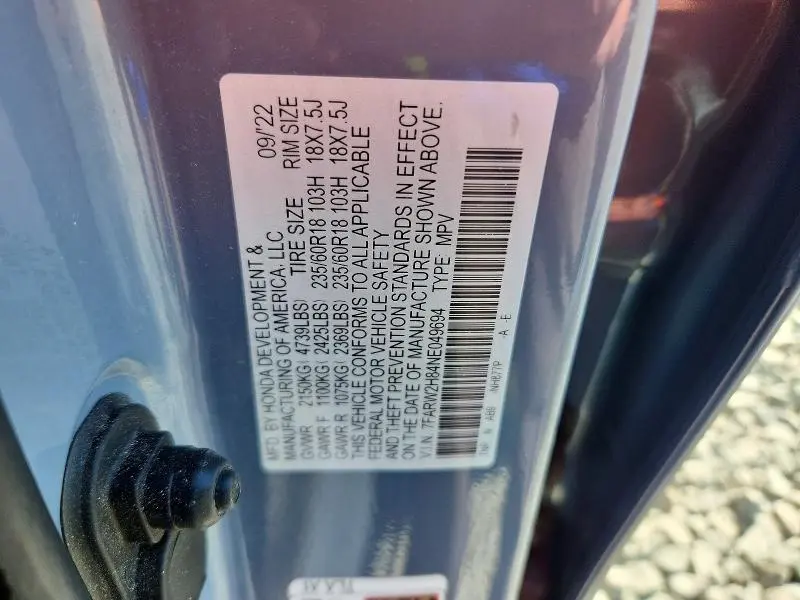 MFD. BY HONDA DEVELOPMENT & 09/'22
MANUFACTURING OF AMERICA, LLC
GVWR 2150KG( 4739LBS) TIRE SIZE RIM SIZE
GAWR F 1100KG( 2425LBS) 235/60R18 103H 18X7.5J
GAWR R 1075KG( 2369LBS) 235/60R18 103H 18X7.5J
THIS VEHICLE CONFORMS TO ALL APPLICABLE
FEDERAL MOTOR VEHICLE SAFETY
AND THEFT PREVENTION STANDARDS IN EFFECT
ON THE DATE OF MANUFACTURE SHOWN ABOVE.
V.I.N. 7FARW2H84NE049694 TYPE: MPV
-A -E